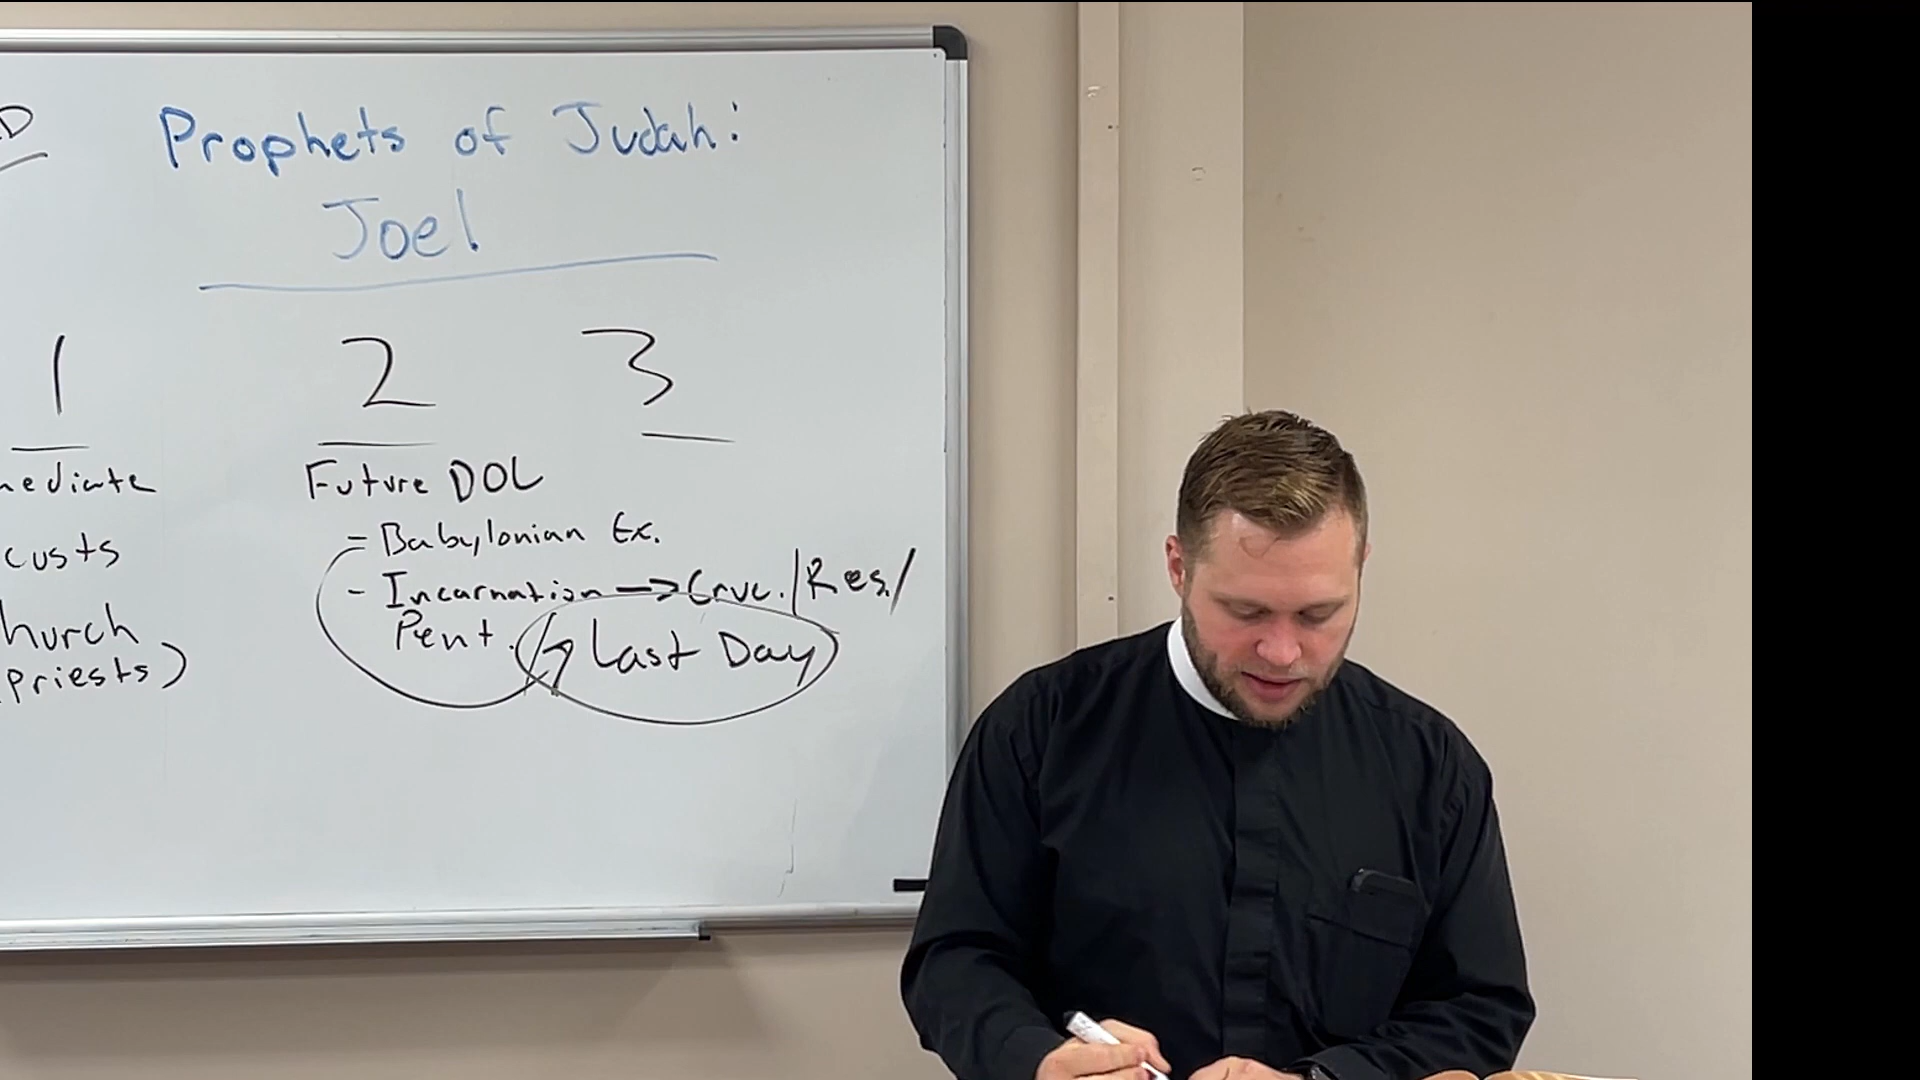 Prophets of Judah:
Joel
1 2 3
mediate
custs
hurch
priests)
Future DOL
= Babylonian Ex.
- Incarnation → Cruc. / Res. /
Pent. / Last Day